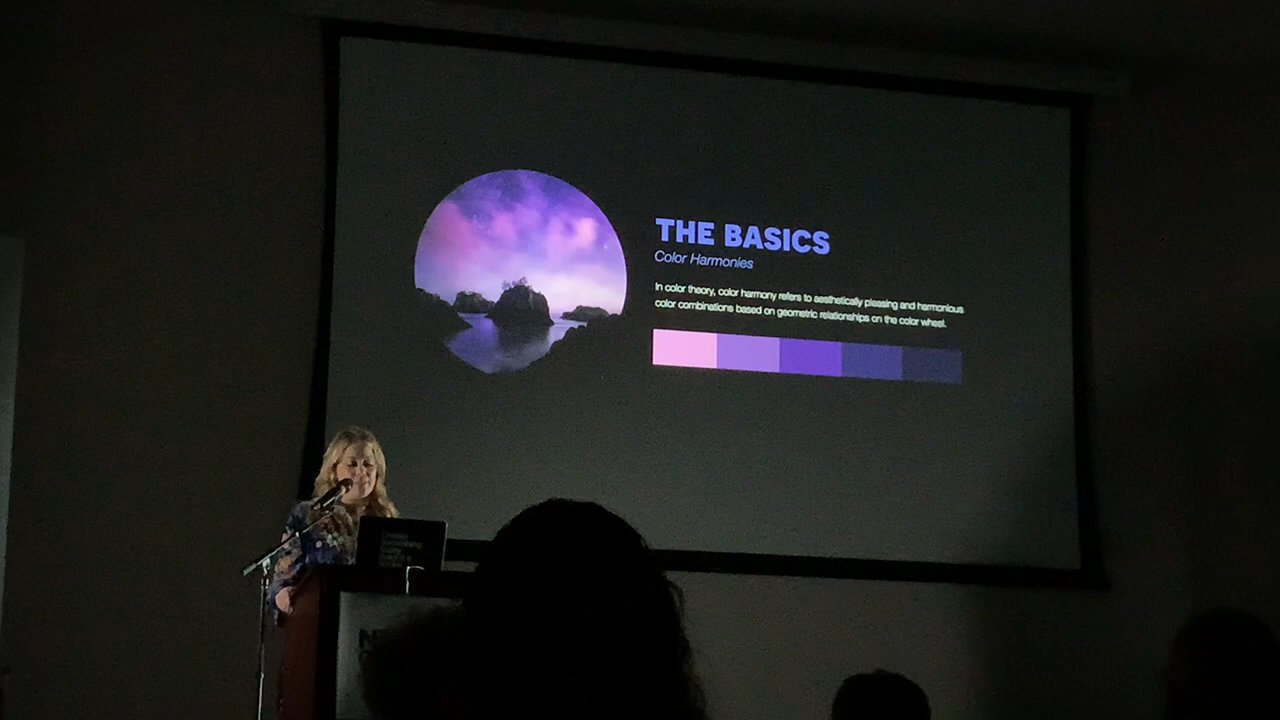 THE BASICS
Color Harmonies
In color theory, color harmony refers to aesthetically pleasing and harmonious
color combinations based on geometric relationships on the color wheel.